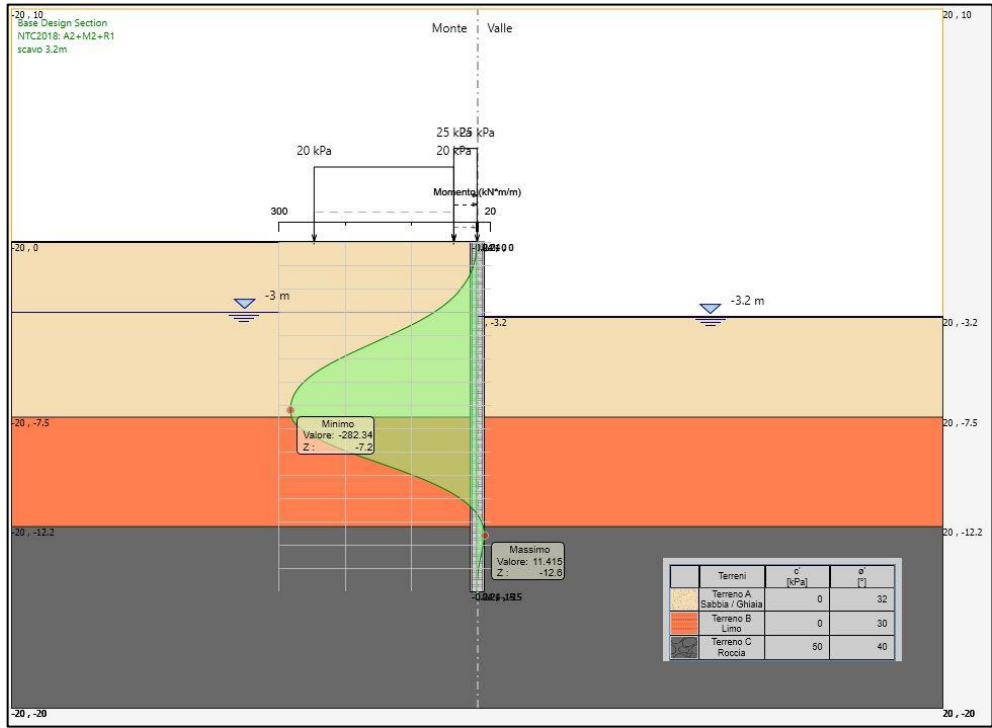 -20 , 10
20 , 10
Base Design Section
NTC2018: A2+M2+R1
scavo 3.2m
Monte
Valle
20 kPa
25 kPa
25 kPa
20 kPa
Momento (kN*m/m)
300
20
-20 , 0
-3 m
-3.2 m
, -3.2
20 , -3.2
Minimo
Valore: -282.34
Z : -7.2
-20 , -7.5
20 , -7.5
-20 , -12.2
20 , -12.2
Massimo
Valore: 11.415
Z : -12.6
Terreni
c' [kPa]
ø' [°]
Terreno A
Sabbia / Ghiaia
0
32
Terreno B
Limo
0
30
Terreno C
Roccia
50
40
-20 , -20
20 , -20